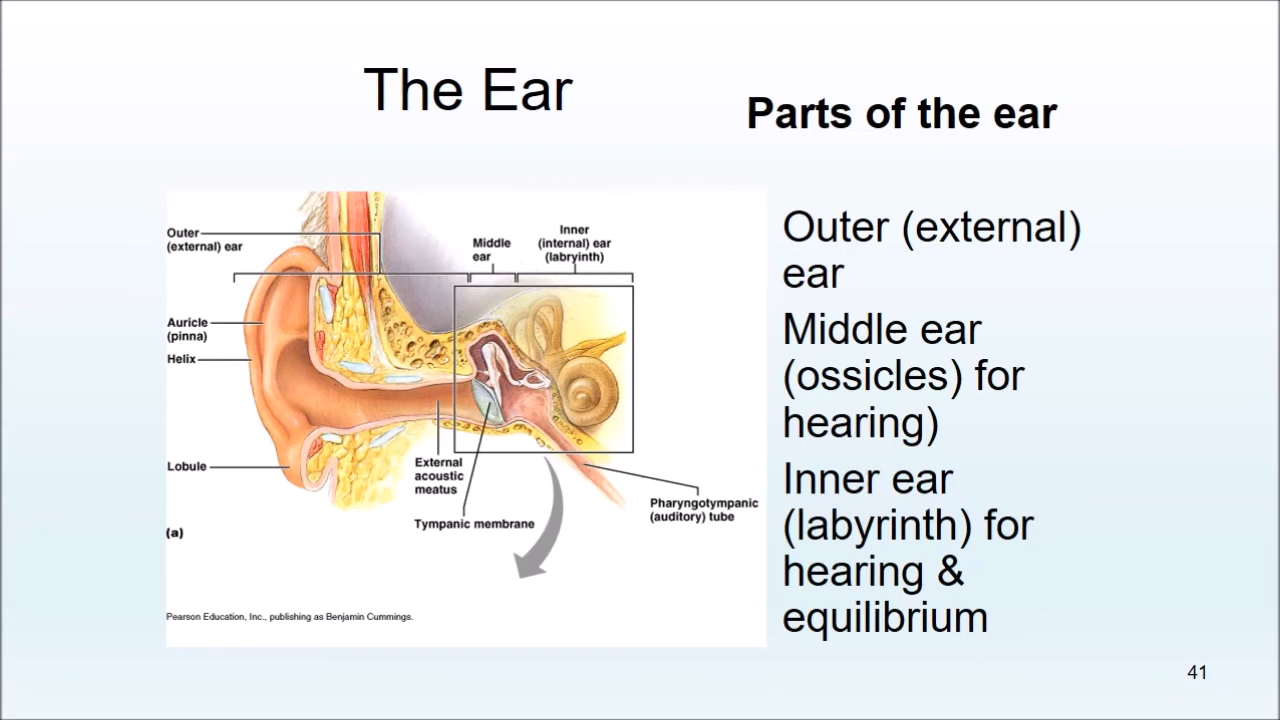 The Ear
Parts of the ear
Outer
(external) ear
Middle
ear
Inner
(internal) ear
(labryinth)
Auricle
(pinna)
Helix
Lobule
External
acoustic
meatus
Tympanic membrane
Pharyngotympanic
(auditory) tube
(a)
Pearson Education, Inc., publishing as Benjamin Cummings.
Outer (external)
ear
Middle ear
(ossicles) for
hearing)
Inner ear
(labyrinth) for
hearing &
equilibrium
41